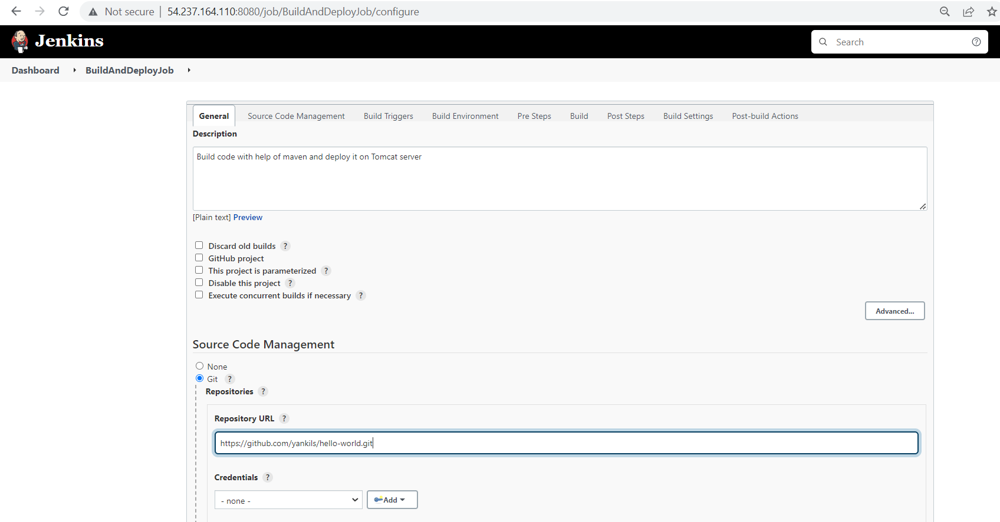 Not secure | 54.237.164.110:8080/job/BuildAndDeployJob/configure
Jenkins
Search ?
Dashboard BuildAndDeployJob
General Source Code Management Build Triggers Build Environment Pre Steps Build Post Steps Build Settings Post-build Actions
Description
Build code with help of maven and deploy it on Tomcat server
[Plain text] Preview
Discard old builds ?
GitHub project
This project is parameterized ?
Disable this project ?
Execute concurrent builds if necessary ?
Advanced...
Source Code Management
None
Git ?
Repositories ?
Repository URL ?
https://github.com/yankils/hello-world.git
Credentials ?
- none - Add